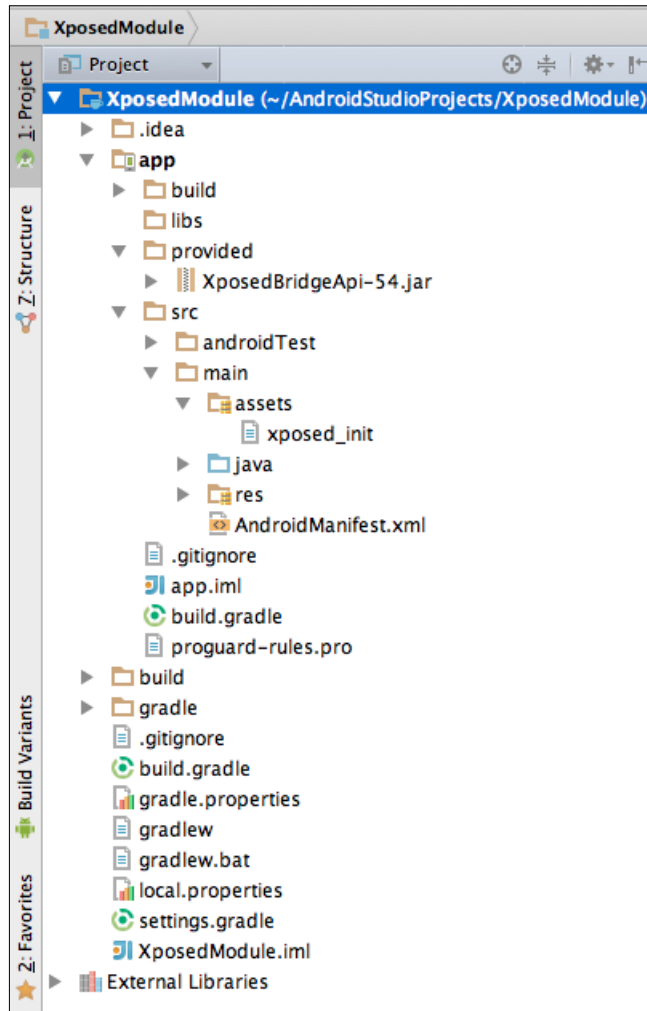 XposedModule
Project
XposedModule (~/AndroidStudioProjects/XposedModule)
.idea
app
build
libs
provided
XposedBridgeApi-54.jar
src
androidTest
main
assets
xposed_init
java
res
AndroidManifest.xml
.gitignore
app.iml
build.gradle
proguard-rules.pro
build
gradle
.gitignore
build.gradle
gradle.properties
gradlew
gradlew.bat
local.properties
settings.gradle
XposedModule.iml
External Libraries
1: Project
7: Structure
Build Variants
2: Favorites